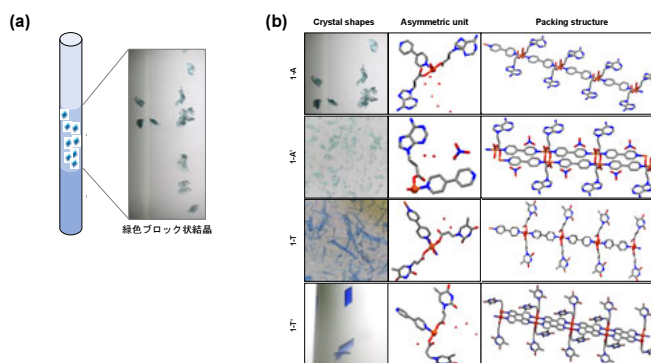 (a)
緑色ブロック状結晶
(b)
Crystal shapes
Asymmetric unit
Packing structure
1-A
1-A'
1-T
1-T'